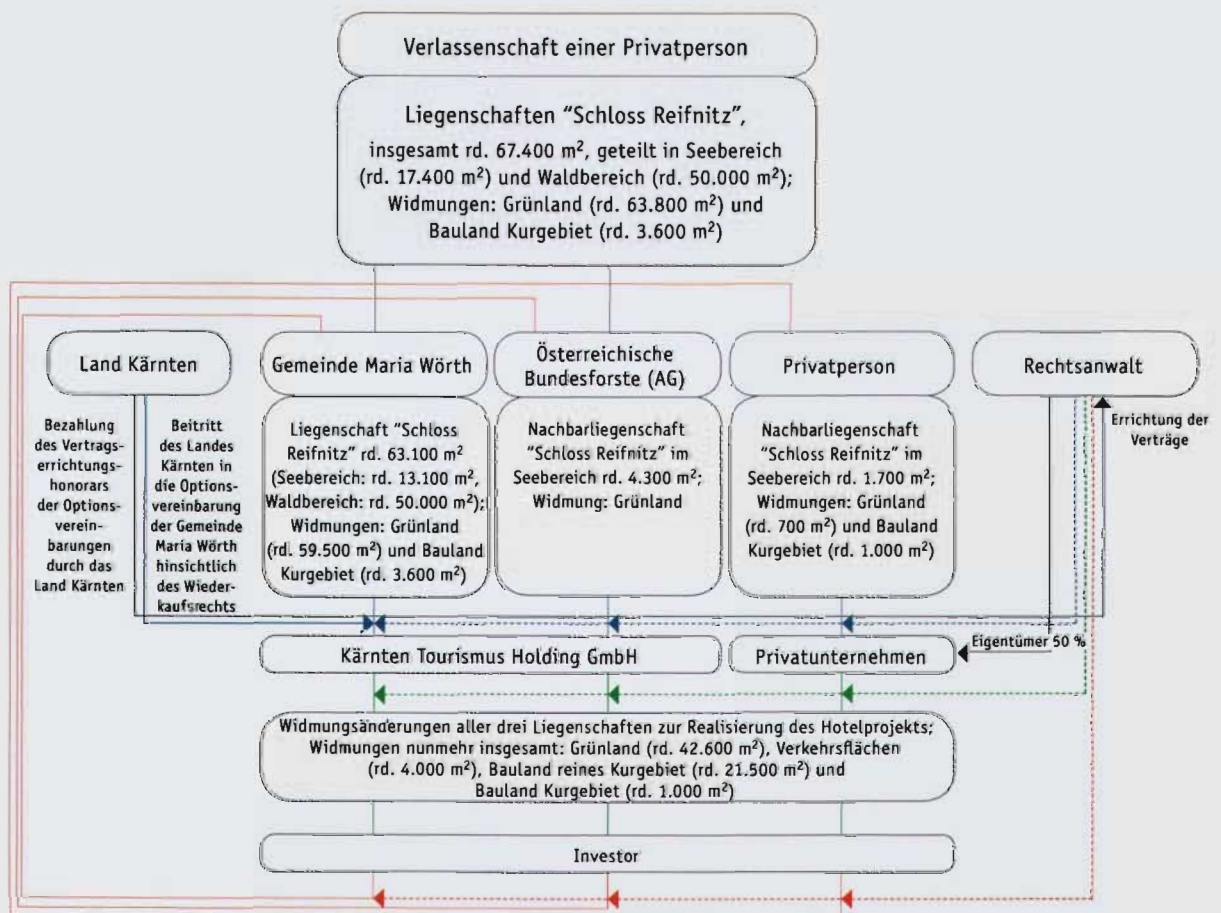 Verlassenschaft einer Privatperson
Liegenschaften "Schloss Reifnitz",
insgesamt rd. 67.400 m², geteilt in Seebereich
(rd. 17.400 m²) und Waldbereich (rd. 50.000 m²);
Widmungen: Grünland (rd. 63.800 m²) und
Bauland Kurgebiet (rd. 3.600 m²)
Land Kärnten
Bezahlung
des Vertrags-
errichtungs-
honorars
der Options-
verein-
barungen
durch das
Land Kärnten
Beitritt
des Landes
Kärnten in
die Options-
vereinbarung
der Gemeinde
Maria Wörth
hinsichtlich
des Wieder-
kaufsrechts
Gemeinde Maria Wörth
Liegenschaft "Schloss
Reifnitz" rd. 63.100 m²
(Seebereich: rd. 13.100 m²,
Waldbereich: rd. 50.000 m²);
Widmungen: Grünland
(rd. 59.500 m²) und Bauland
Kurgebiet (rd. 3.600 m²)
Österreichische
Bundesforste (AG)
Nachbarliegenschaft
"Schloss Reifnitz" im
Seebereich rd. 4.300 m²;
Widmung: Grünland
Privatperson
Nachbarliegenschaft
"Schloss Reifnitz" im
Seebereich rd. 1.700 m²;
Widmungen: Grünland
(rd. 700 m²) und Bauland
Kurgebiet (rd. 1.000 m²)
Rechtsanwalt
Errichtung der
Verträge
Kärnten Tourismus Holding GmbH
Privatunternehmen
Eigentümer 50 %
Widmungsänderungen aller drei Liegenschaften zur Realisierung des Hotelprojekts;
Widmungen nunmehr insgesamt: Grünland (rd. 42.600 m²), Verkehrsflächen
(rd. 4.000 m²), Bauland reines Kurgebiet (rd. 21.500 m²) und
Bauland Kurgebiet (rd. 1.000 m²)
Investor